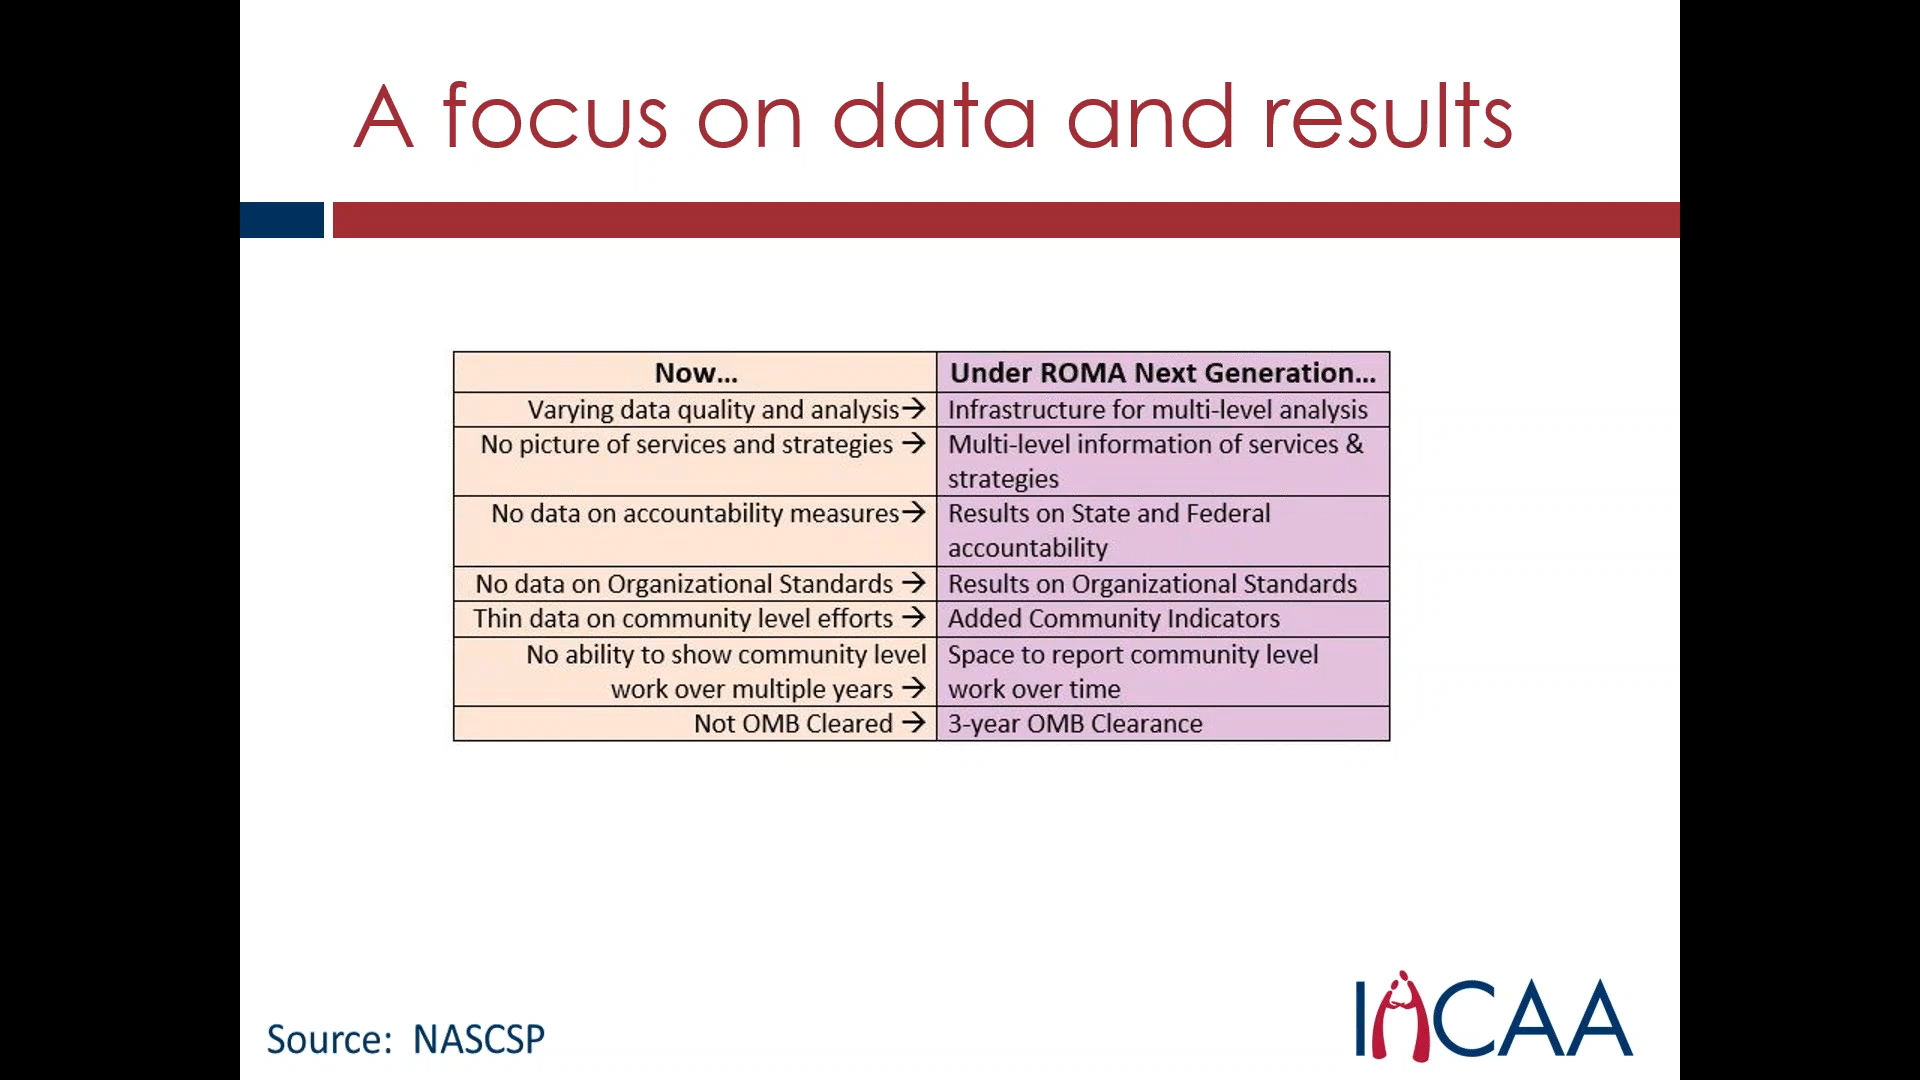 A focus on data and results
Now...
Under ROMA Next Generation...
Varying data quality and analysis→
Infrastructure for multi-level analysis
No picture of services and strategies →
Multi-level information of services &
strategies
No data on accountability measures→
Results on State and Federal
accountability
No data on Organizational Standards →
Results on Organizational Standards
Thin data on community level efforts →
Added Community Indicators
No ability to show community level
work over multiple years →
Space to report community level
work over time
Not OMB Cleared →
3-year OMB Clearance
Source: NASCSP
IACAA